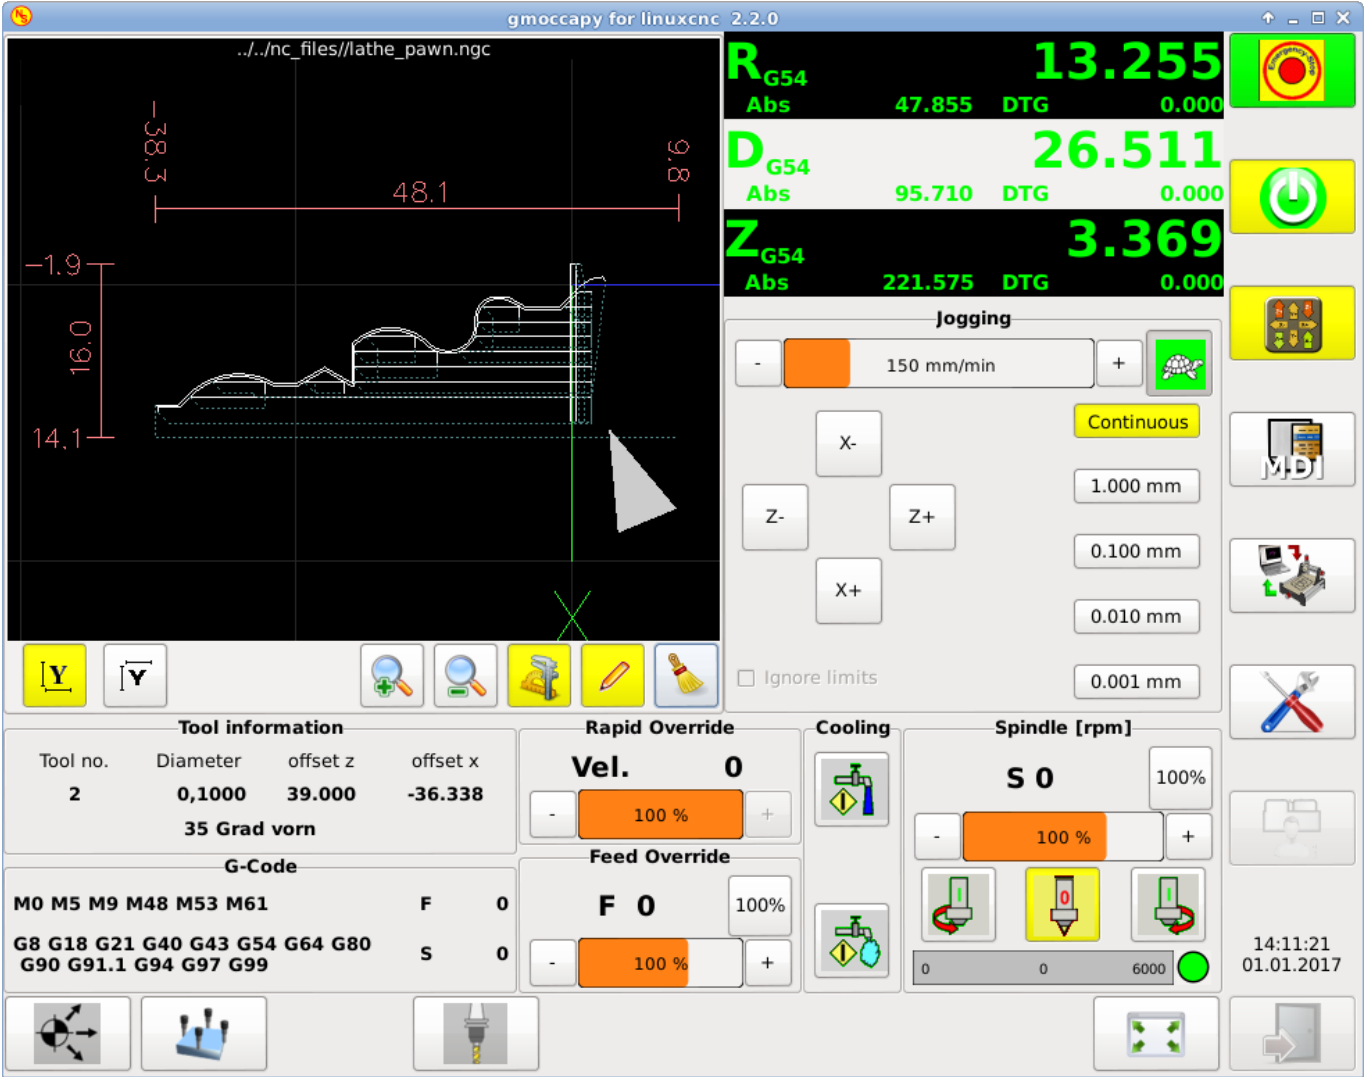 gmoccapy for linuxcnc 2.2.0
../../nc_files//lathe_pawn.ngc
-38.3
9.8
48.1
-1.9
16.0
14.1
R G54 13.255
Abs 47.855 DTG 0.000
D G54 26.511
Abs 95.710 DTG 0.000
Z G54 3.369
Abs 221.575 DTG 0.000
Emergency-Stop
Jogging
- 150 mm/min +
Continuous
X-
1.000 mm
Z- Z+
0.100 mm
X+
0.010 mm
Ignore limits
0.001 mm
MDI
Y Y
Tool information
Tool no. Diameter offset z offset x
2 0,1000 39.000 -36.338
35 Grad vorn
G-Code
M0 M5 M9 M48 M53 M61 F 0
G8 G18 G21 G40 G43 G54 G64 G80
G90 G91.1 G94 G97 G99
S 0
Rapid Override
Vel. 0
- 100 % +
Feed Override
F 0 100%
- 100 % +
Cooling
Spindle [rpm]
S 0 100%
- 100 % +
I 0 I
0 0 6000
14:11:21
01.01.2017